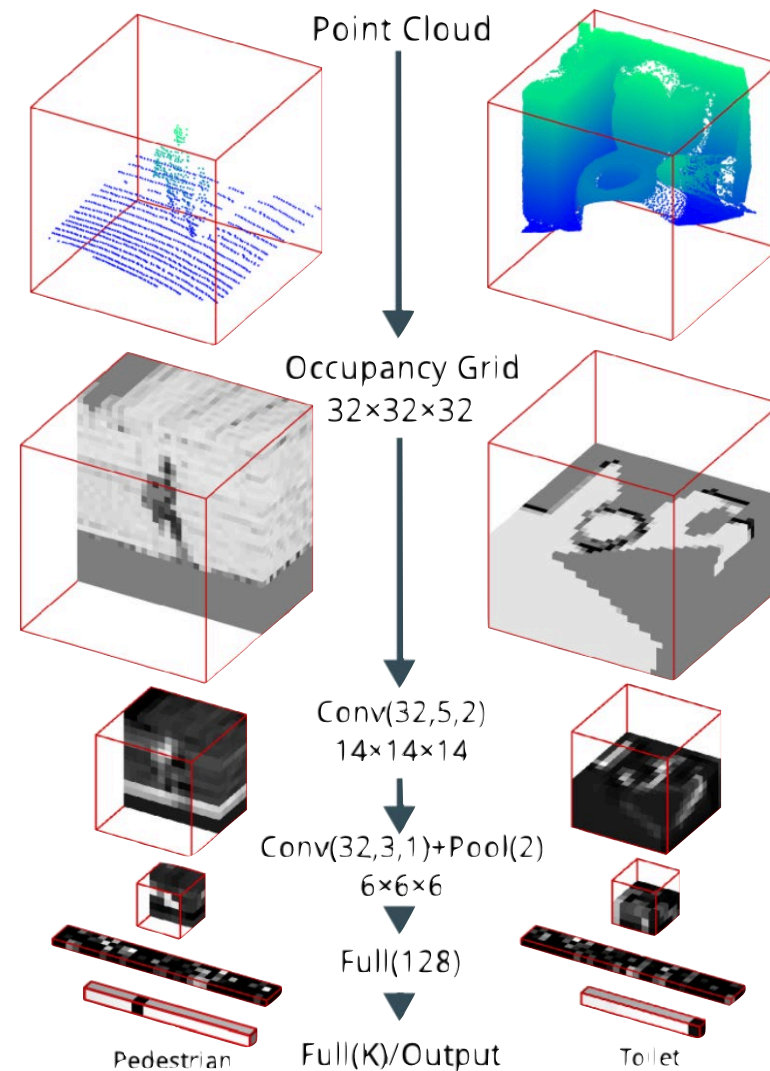 Point Cloud
Occupancy Grid
32×32×32
Conv(32,5,2)
14×14×14
Conv(32,3,1)+Pool(2)
6×6×6
Full(128)
Pedestrian
Full(K)/Output
Toilet